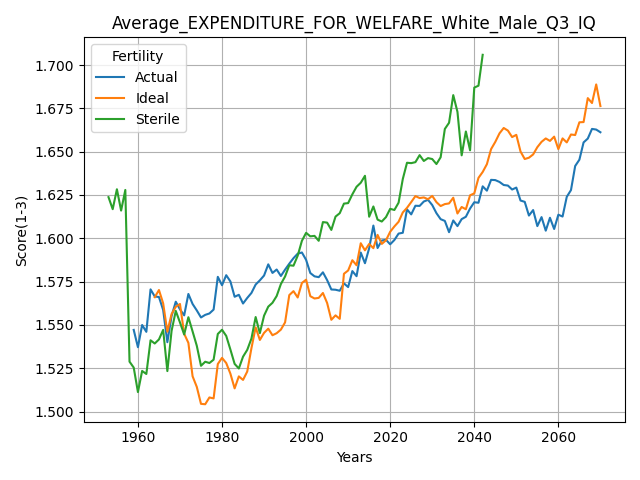 Average_EXPENDITURE_FOR_WELFARE_White_Male_Q3_IQ
Fertility
Actual
Ideal
Sterile
Score(1-3)
1.700
1.675
1.650
1.625
1.600
1.575
1.550
1.525
1.500
1960
1980
2000
2020
2040
2060
Years